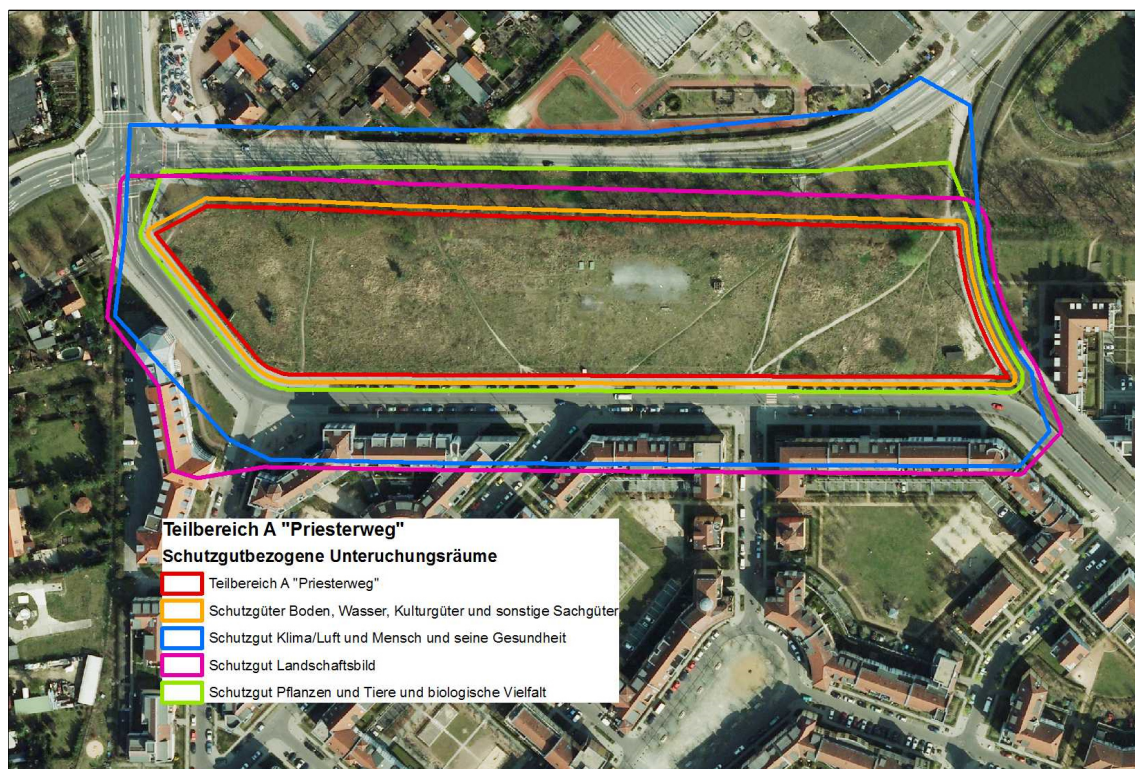 Teilbereich A "Priesterweg"
Schutzgutbezogene Unteruchungsräume
Teilbereich A "Priesterweg"
Schutzgüter Boden, Wasser, Kulturgüter und sonstige Sachgüter
Schutzgut Klima/Luft und Mensch und seine Gesundheit
Schutzgut Landschaftsbild
Schutzgut Pflanzen und Tiere und biologische Vielfalt